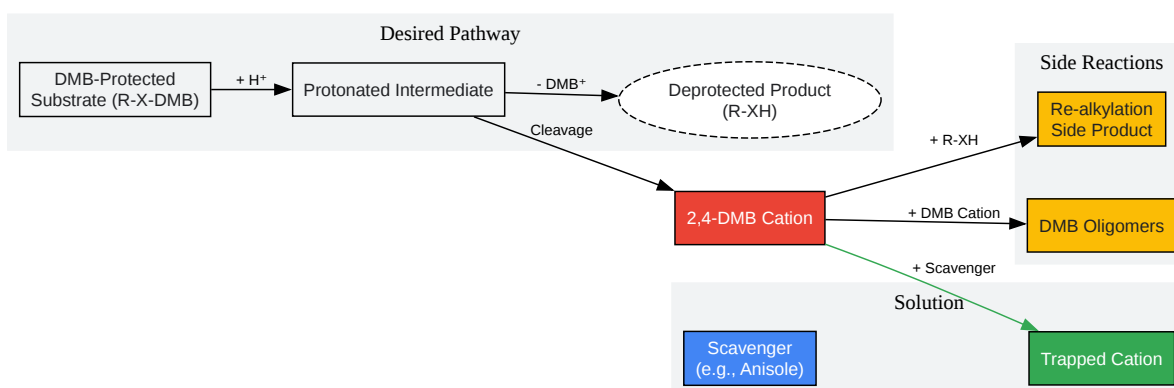 Desired Pathway
DMB-Protected
Substrate (R-X-DMB)
+ H⁺
Protonated Intermediate
- DMB⁺
Deprotected Product
(R-XH)
Cleavage
2,4-DMB Cation
Side Reactions
+ R-XH
Re-alkylation
Side Product
+ DMB Cation
DMB Oligomers
+ Scavenger
Solution
Scavenger
(e.g., Anisole)
Trapped Cation